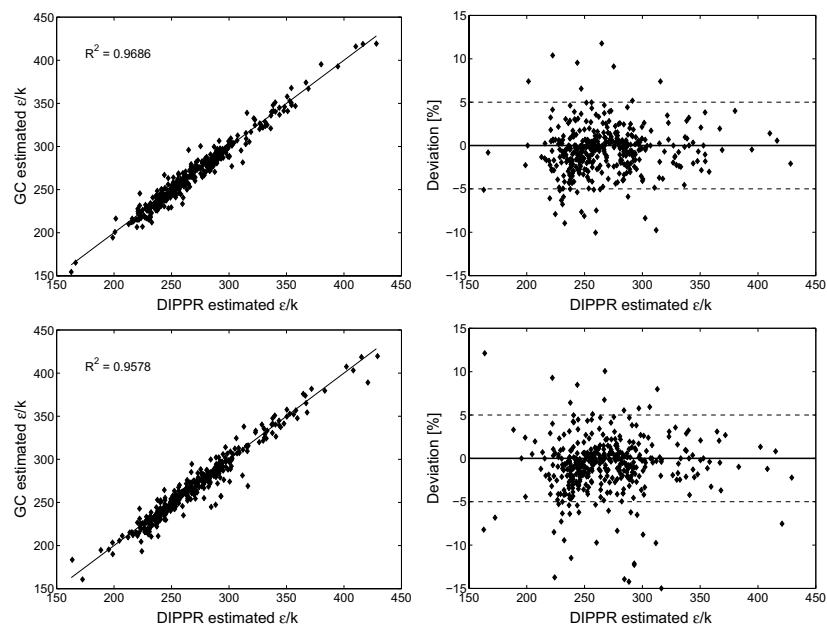 450
400
350
300
250
200
150
GC estimated ε/k
R² = 0.9686
150 200 250 300 350 400 450
DIPPR estimated ε/k
15
10
5
0
−5
−10
−15
Deviation [%]
150 200 250 300 350 400 450
DIPPR estimated ε/k
450
400
350
300
250
200
150
GC estimated ε/k
R² = 0.9578
150 200 250 300 350 400 450
DIPPR estimated ε/k
15
10
5
0
−5
−10
−15
Deviation [%]
150 200 250 300 350 400 450
DIPPR estimated ε/k